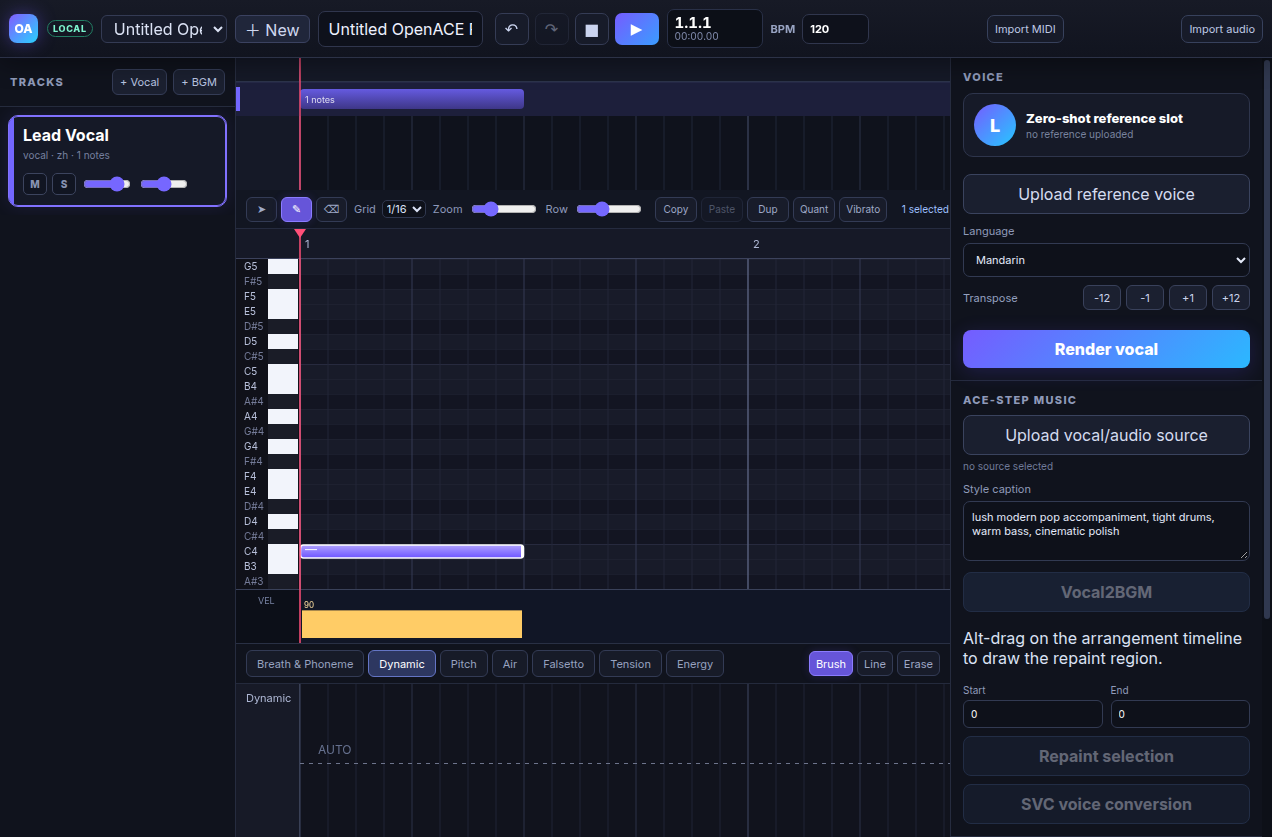 OA
LOCAL
Untitled Ope
+ New
Untitled OpenACE
↶
↷
■
▶
1.1.1
00:00.00
BPM
120
Import MIDI
Import audio
TRACKS
+ Vocal
+ BGM
Lead Vocal
vocal · zh · 1 notes
M
S
1 notes
➤
✎
⌫
Grid
1/16
Zoom
Row
Copy
Paste
Dup
Quant
Vibrato
1 selected
1
2
G5
F#5
F5
E5
D#5
D5
C#5
C5
B4
A#4
A4
G#4
G4
F#4
F4
E4
D#4
D4
C#4
C4
—
B3
A#3
VEL
90
Breath & Phoneme
Dynamic
Pitch
Air
Falsetto
Tension
Energy
Brush
Line
Erase
Dynamic
AUTO
VOICE
L
Zero-shot reference slot
no reference uploaded
Upload reference voice
Language
Mandarin
Transpose
-12
-1
+1
+12
Render vocal
ACE-STEP MUSIC
Upload vocal/audio source
no source selected
Style caption
lush modern pop accompaniment, tight drums,
warm bass, cinematic polish
Vocal2BGM
Alt-drag on the arrangement timeline
to draw the repaint region.
Start
End
0
0
Repaint selection
SVC voice conversion